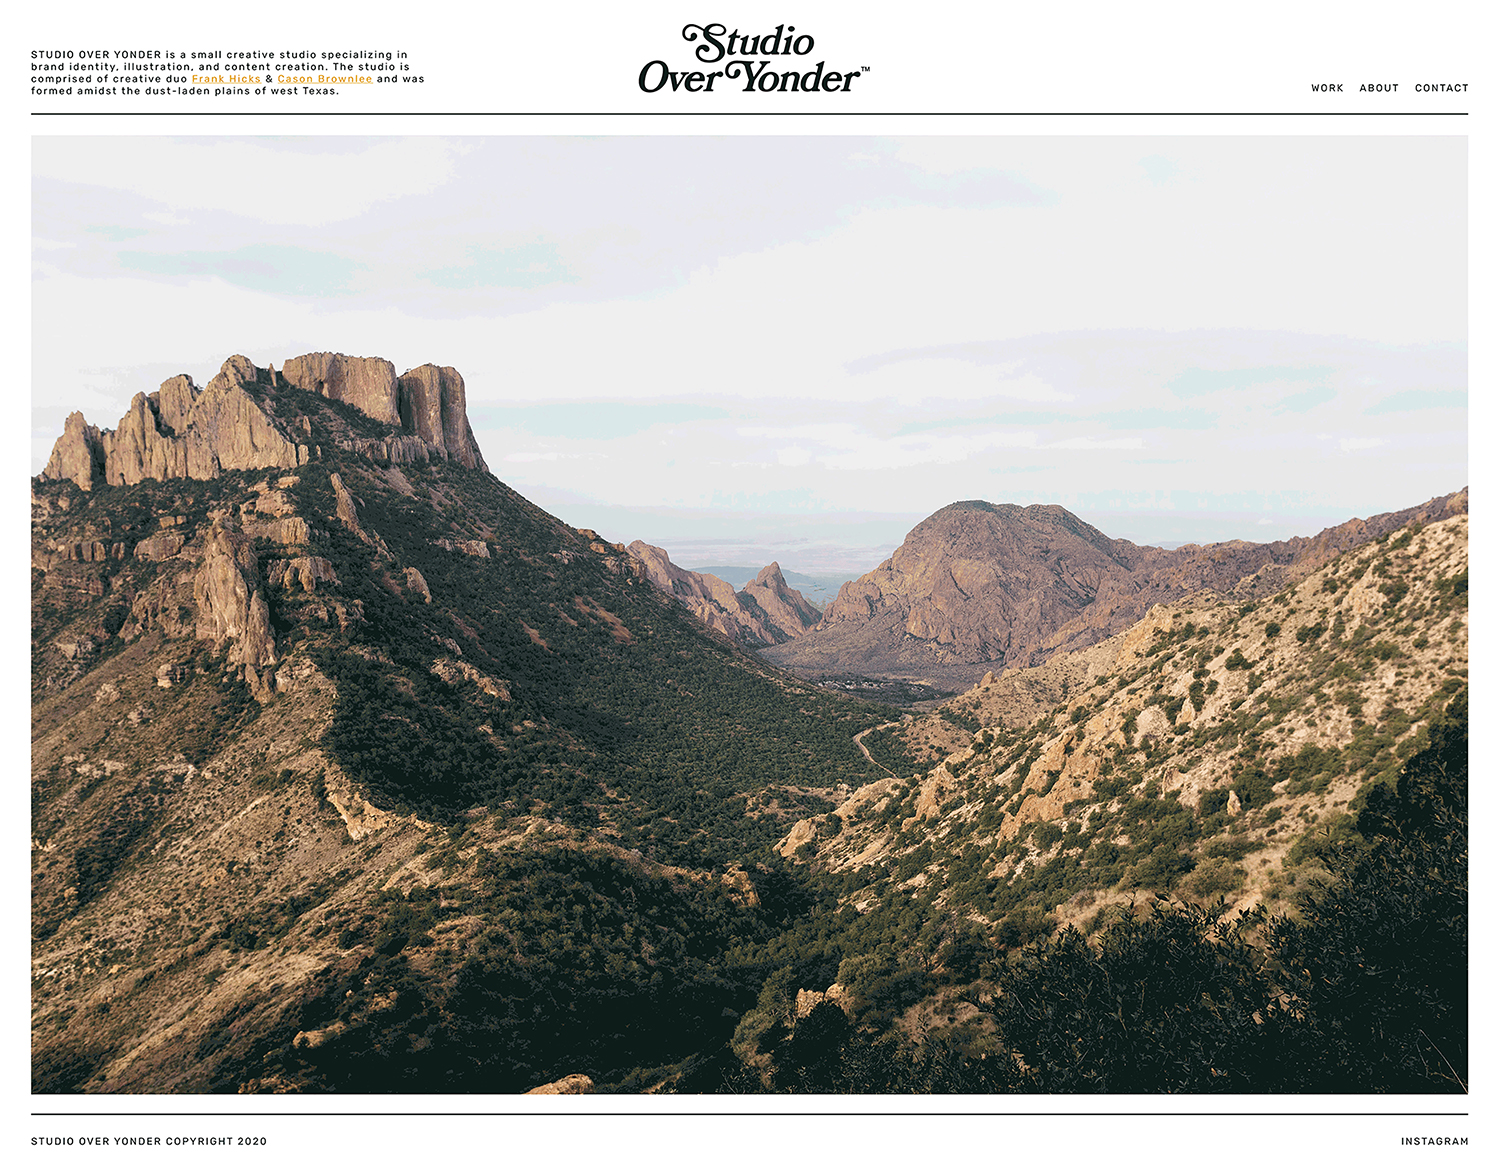 STUDIO OVER YONDER is a small creative studio specializing in
brand identity, illustration, and content creation. The studio is
comprised of creative duo Frank Hicks & Cason Brownlee and was
formed amidst the dust-laden plains of west Texas.
Studio
Over Yonder™
WORK ABOUT CONTACT
STUDIO OVER YONDER COPYRIGHT 2020
INSTAGRAM